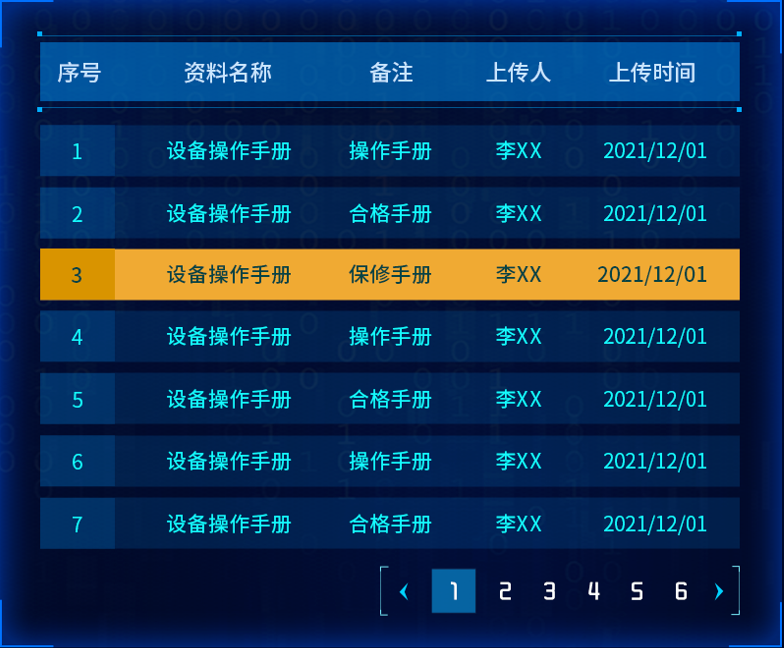 序号 资料名称 备注 上传人 上传时间
1 设备操作手册 操作手册 李XX 2021/12/01
2 设备操作手册 合格手册 李XX 2021/12/01
3 设备操作手册 保修手册 李XX 2021/12/01
4 设备操作手册 操作手册 李XX 2021/12/01
5 设备操作手册 合格手册 李XX 2021/12/01
6 设备操作手册 操作手册 李XX 2021/12/01
7 设备操作手册 合格手册 李XX 2021/12/01
1 2 3 4 5 6